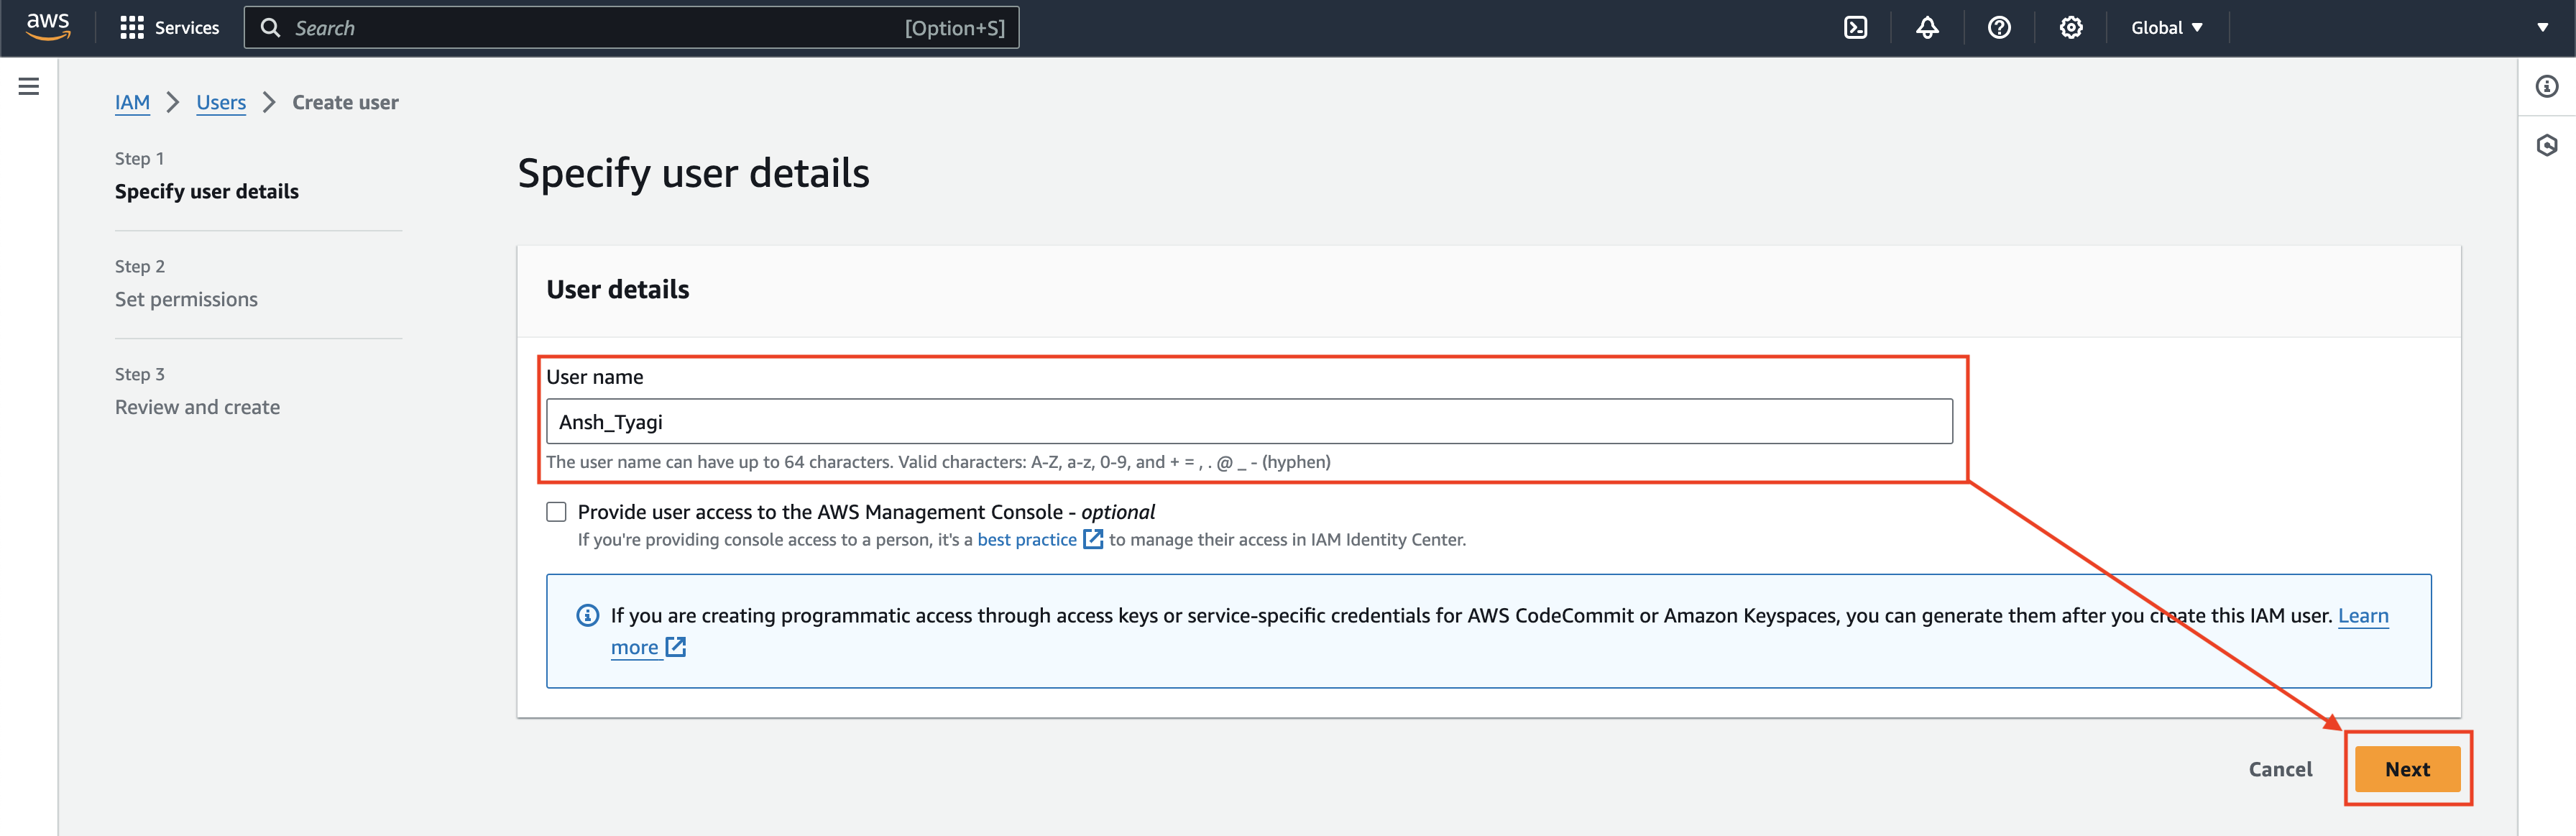 aws
Services
Search [Option+S]
Global
IAM > Users > Create user
Step 1
Specify user details
Step 2
Set permissions
Step 3
Review and create
Specify user details
User details
User name
Ansh_Tyagi
The user name can have up to 64 characters. Valid characters: A-Z, a-z, 0-9, and + = , . @ _ - (hyphen)
Provide user access to the AWS Management Console - optional
If you're providing console access to a person, it's a best practice to manage their access in IAM Identity Center.
If you are creating programmatic access through access keys or service-specific credentials for AWS CodeCommit or Amazon Keyspaces, you can generate them after you create this IAM user. Learn
more
Cancel
Next